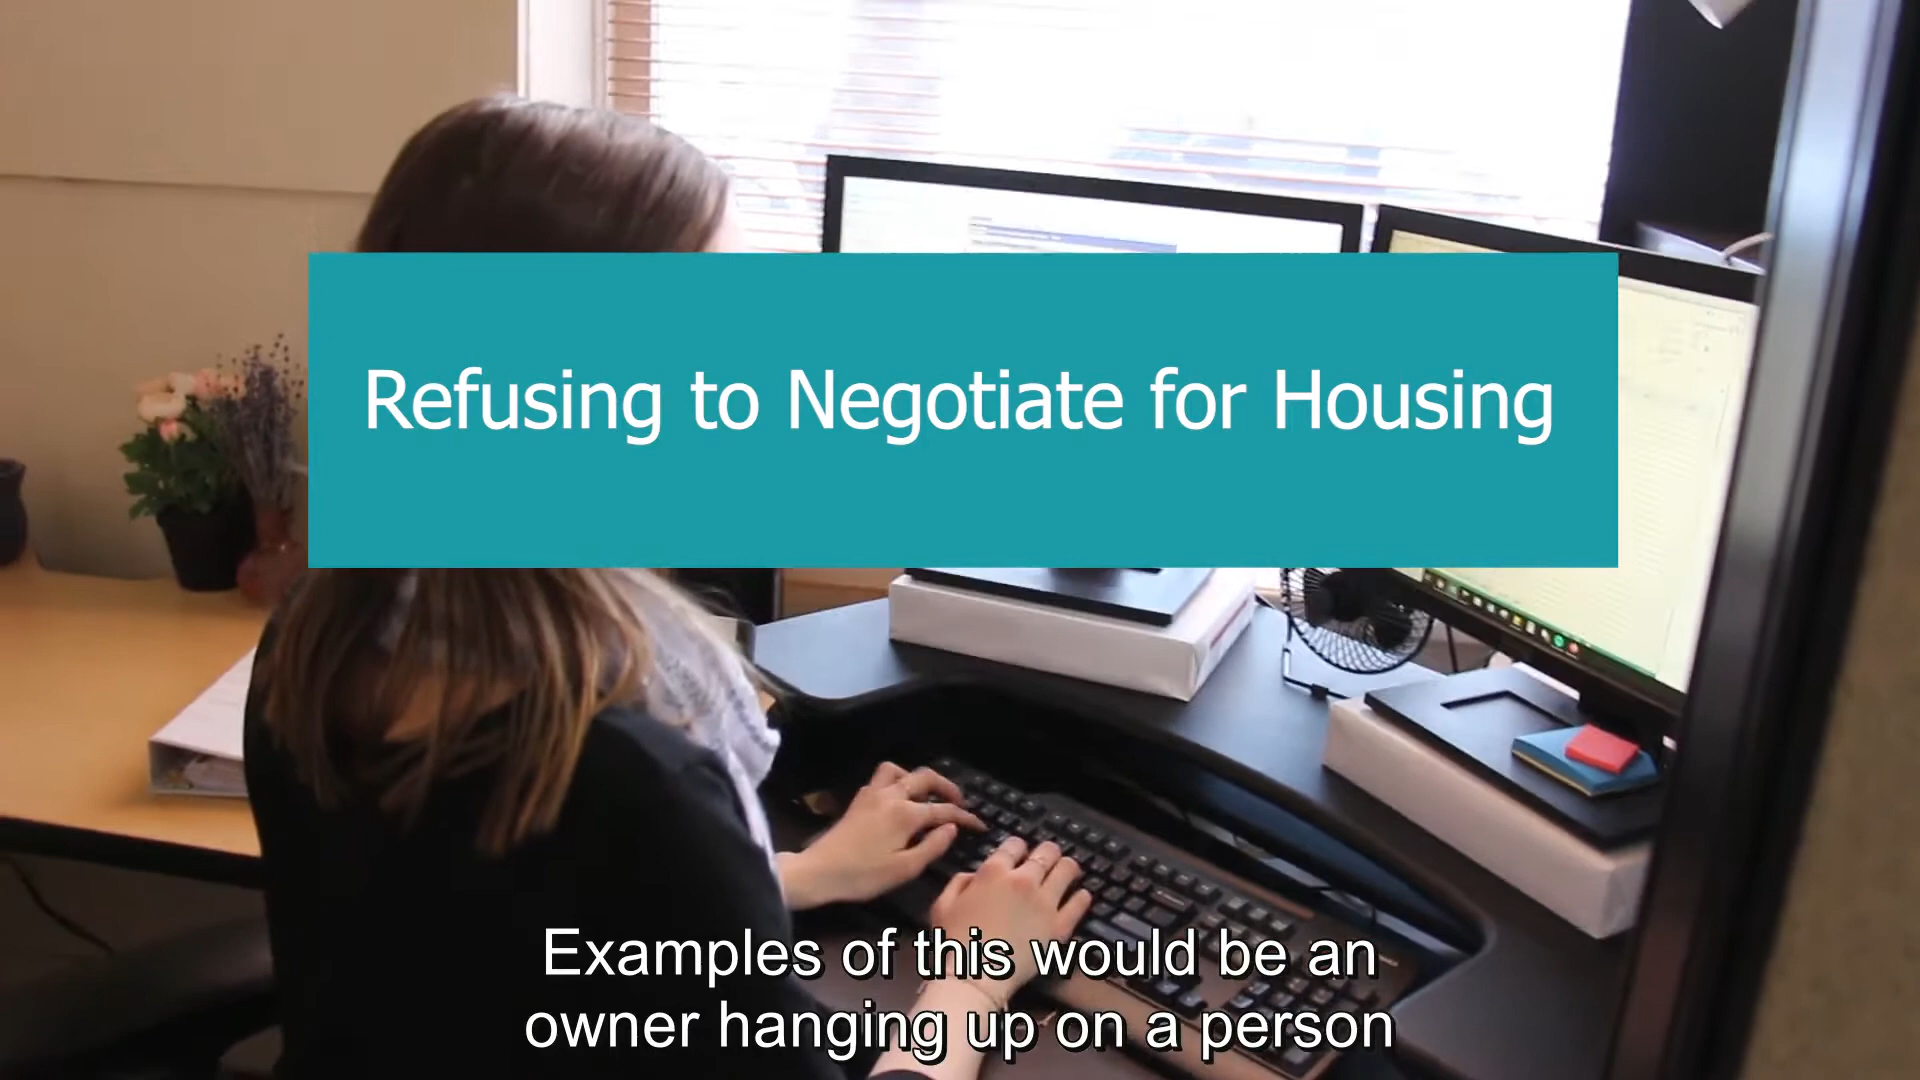 Refusing to Negotiate for Housing
Examples of this would be an
owner hanging up on a person